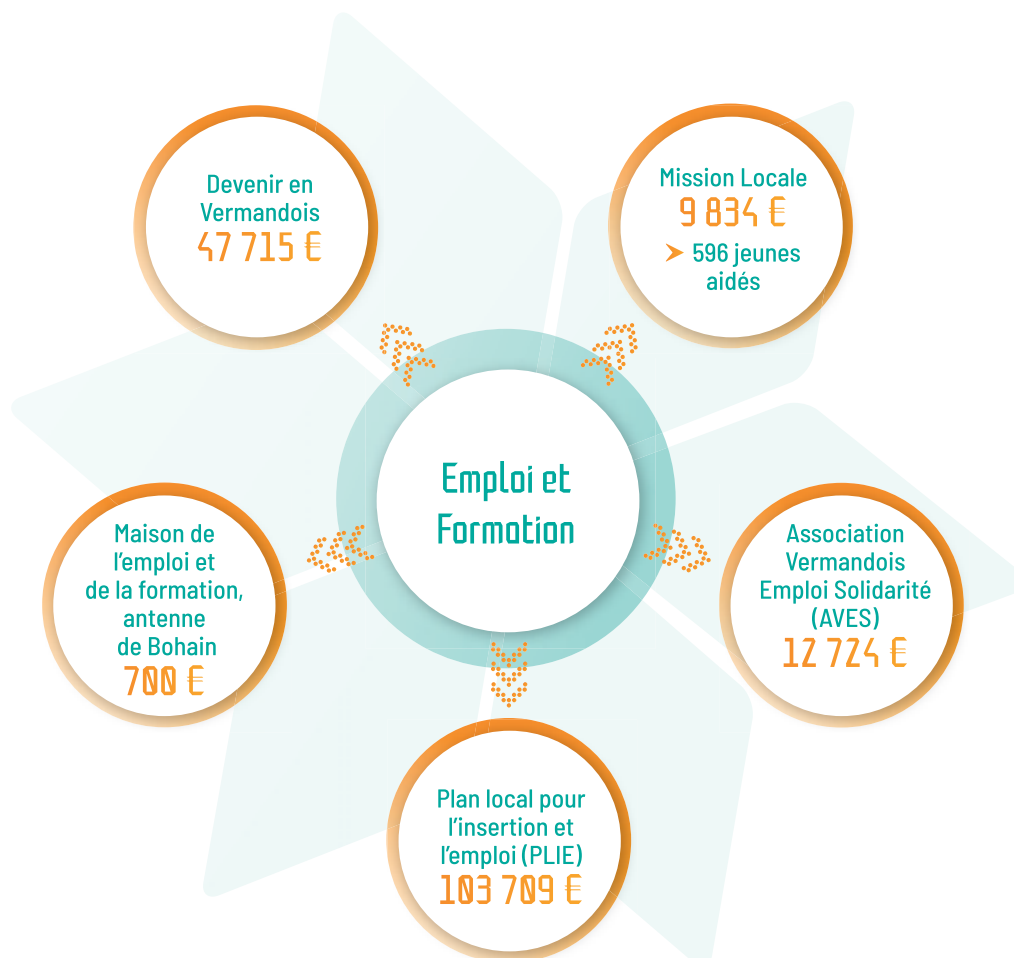 Devenir en
Vermandois
47 715 €
Mission Locale
9 834 €
➤ 596 jeunes
aidés
Emploi et
Formation
Maison de
l'emploi et
de la formation,
antenne
de Bohain
700 €
Association
Vermandois
Emploi Solidarité
(AVES)
12 724 €
Plan local pour
l'insertion et
l'emploi (PLIE)
103 709 €